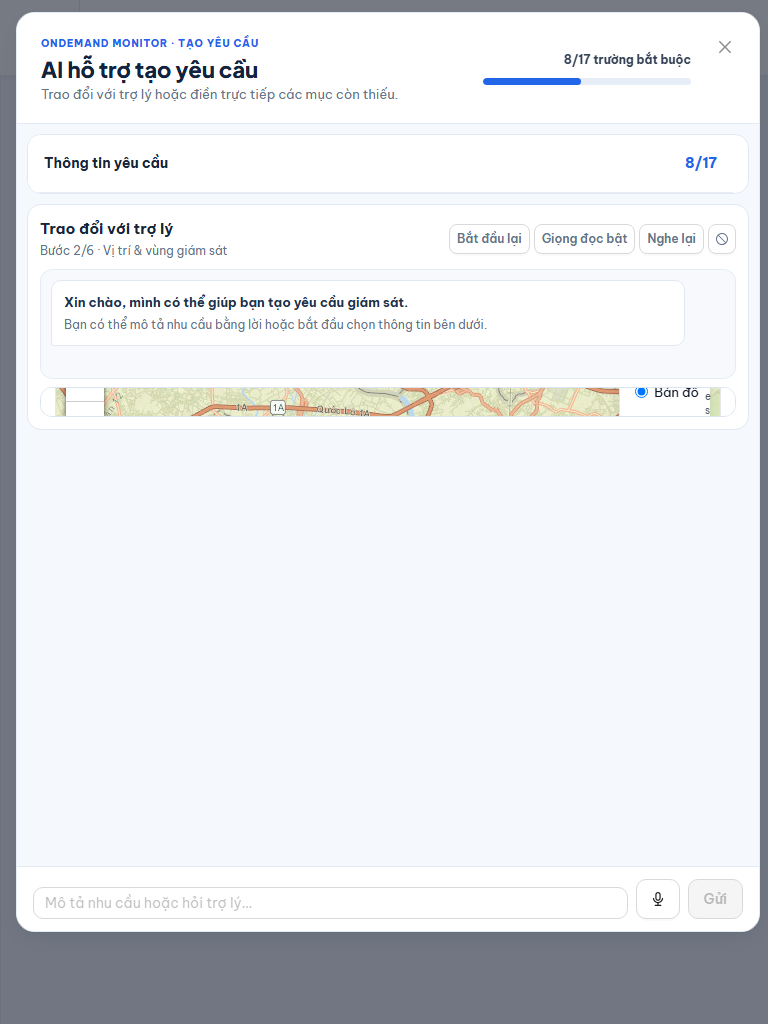 ONDEMAND MONITOR · TẠO YÊU CẦU
AI hỗ trợ tạo yêu cầu
Trao đổi với trợ lý hoặc điền trực tiếp các mục còn thiếu.
8/17 trường bắt buộc
Thông tin yêu cầu
8/17
Trao đổi với trợ lý
Bước 2/6 · Vị trí & vùng giám sát
Bắt đầu lại
Giọng đọc bật
Nghe lại
Xin chào, mình có thể giúp bạn tạo yêu cầu giám sát.
Bạn có thể mô tả nhu cầu bằng lời hoặc bắt đầu chọn thông tin bên dưới.
1A
1A
Quốc lộ 1A
Bản đồ
e
s
Mô tả nhu cầu hoặc hỏi trợ lý...
Gửi